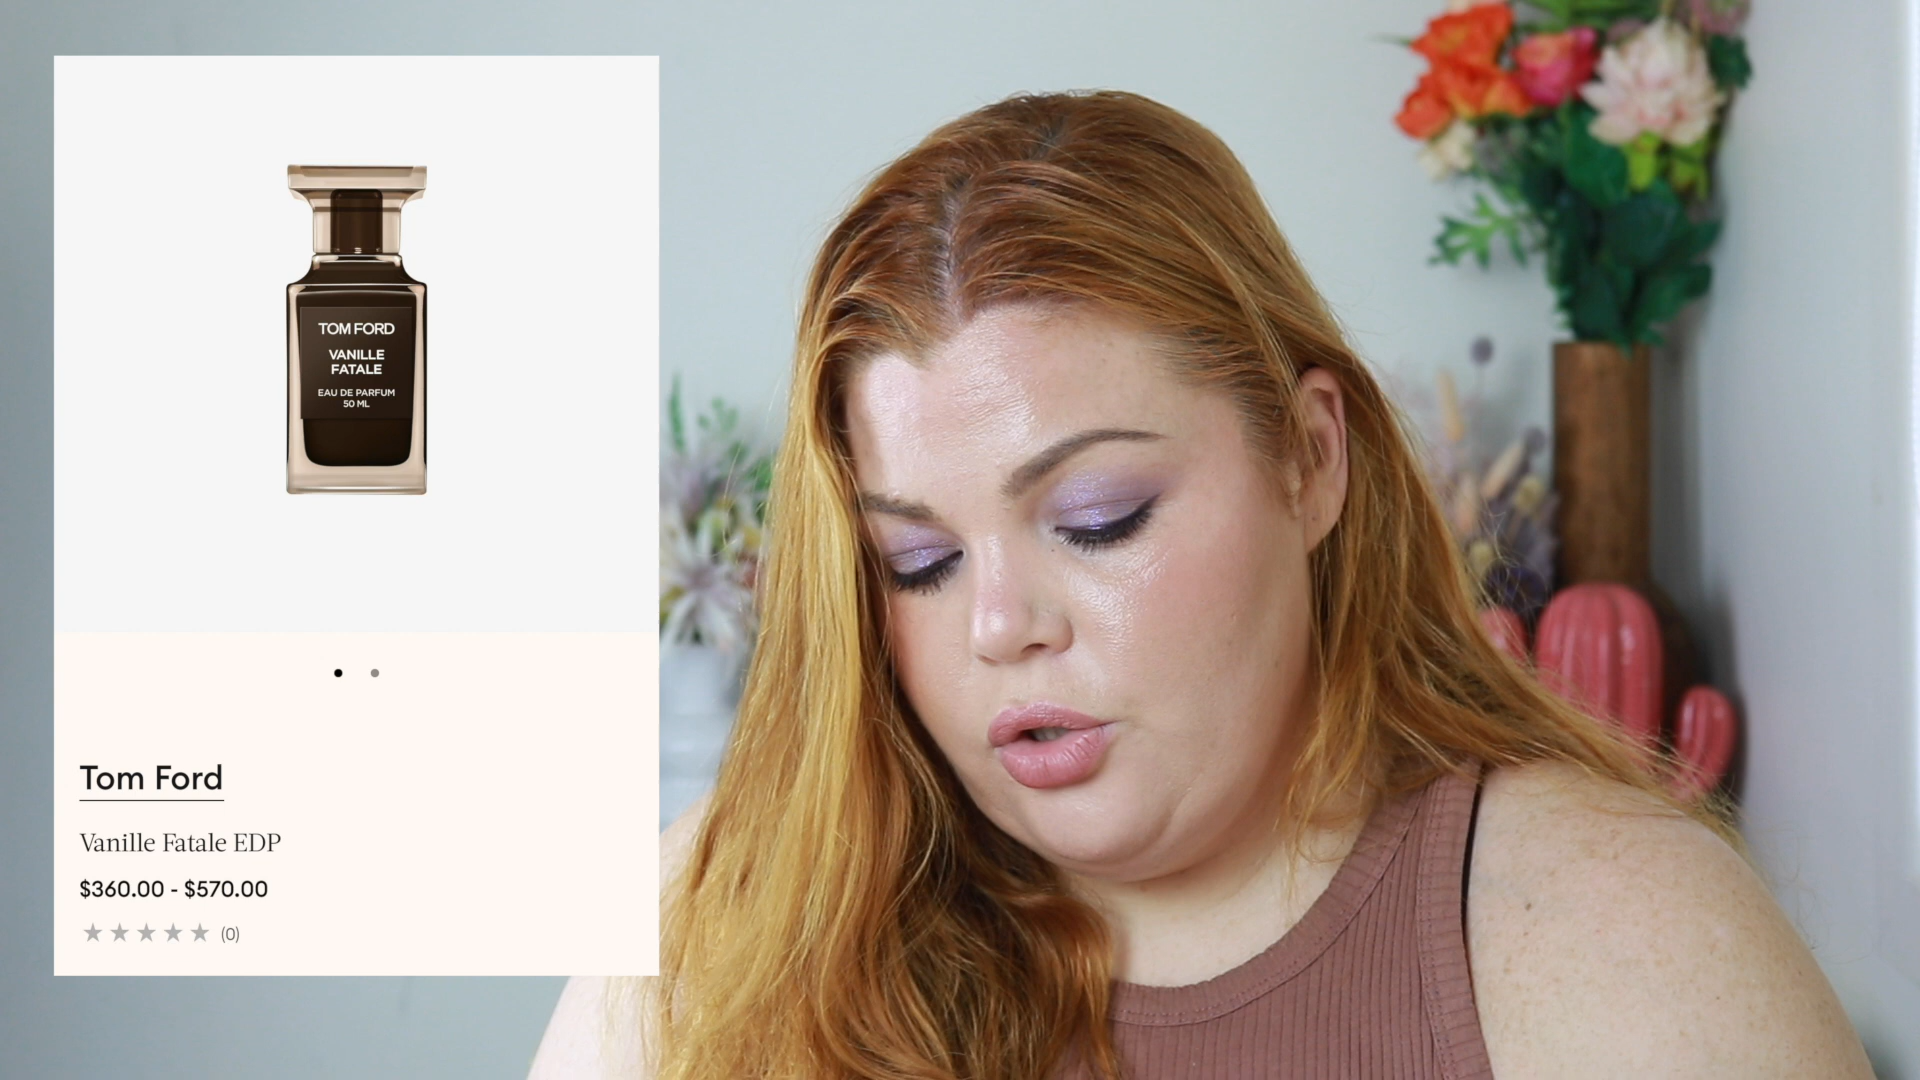 TOM FORD
VANILLE
FATALE
EAU DE PARFUM
50 ML
Tom Ford
Vanille Fatale EDP
$360.00 - $570.00
(0)